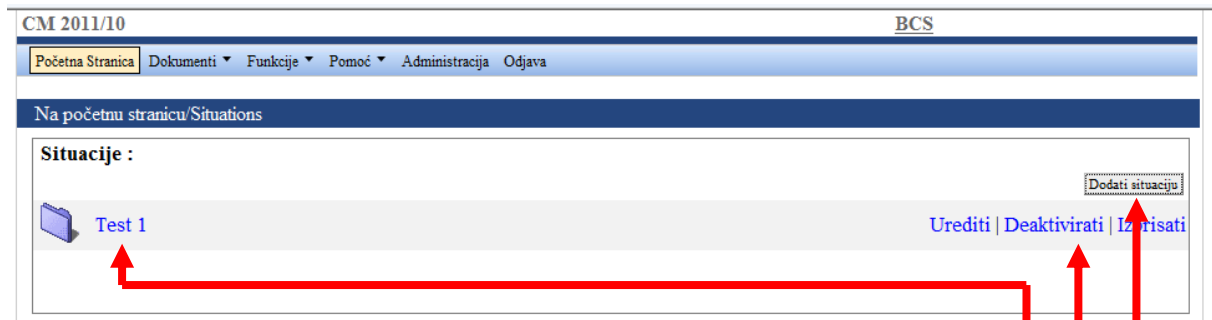 CM 2011/10 BCS
Početna Stranica Dokumenti Funkcije Pomoć Administracija Odjava
Na početnu stranicu/Situations
Situacije :
Dodati situaciju
Test 1 Urediti | Deaktivirati | Izbrisati